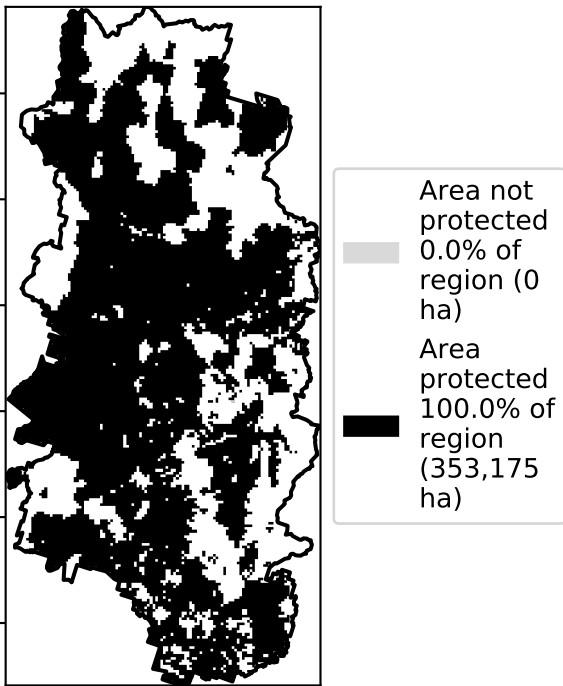 Area not
protected
0.0% of
region (0
ha)
Area
protected
100.0% of
region
(353,175
ha)